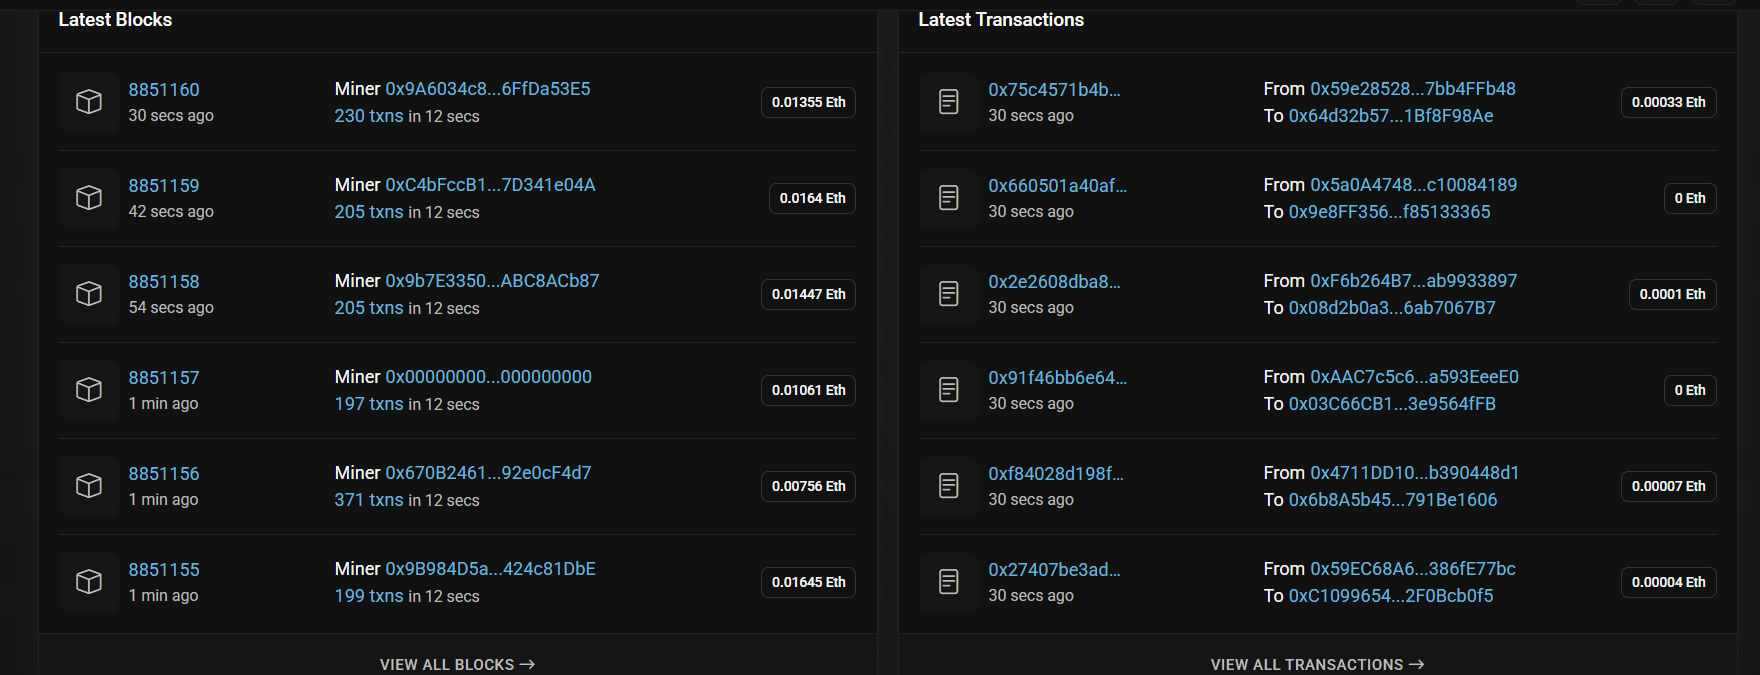 Latest Blocks
8851160
30 secs ago
Miner 0x9A6034c8...6FfDa53E5
230 txns in 12 secs
0.01355 Eth
8851159
42 secs ago
Miner 0xC4bFccB1...7D341e04A
205 txns in 12 secs
0.0164 Eth
8851158
54 secs ago
Miner 0x9b7E3350...ABC8ACb87
205 txns in 12 secs
0.01447 Eth
8851157
1 min ago
Miner 0x00000000...000000000
197 txns in 12 secs
0.01061 Eth
8851156
1 min ago
Miner 0x670B2461...92e0cF4d7
371 txns in 12 secs
0.00756 Eth
8851155
1 min ago
Miner 0x9B984D5a...424c81DbE
199 txns in 12 secs
0.01645 Eth
VIEW ALL BLOCKS →
Latest Transactions
0x75c4571b4b...
30 secs ago
From 0x59e28528...7bb4FFb48
To 0x64d32b57...1Bf8F98Ae
0.00033 Eth
0x660501a40af...
30 secs ago
From 0x5a0A4748...c10084189
To 0x9e8FF356...f85133365
0 Eth
0x2e2608dba8...
30 secs ago
From 0xF6b264B7...ab9933897
To 0x08d2b0a3...6ab7067B7
0.0001 Eth
0x91f46bb6e64...
30 secs ago
From 0xAAC7c5c6...a593EeeE0
To 0x03C66CB1...3e9564fFB
0 Eth
0xf84028d198f...
30 secs ago
From 0x4711DD10...b390448d1
To 0x6b8A5b45...791Be1606
0.00007 Eth
0x27407be3ad...
30 secs ago
From 0x59EC68A6...386fE77bc
To 0xC1099654...2F0Bcb0f5
0.00004 Eth
VIEW ALL TRANSACTIONS →